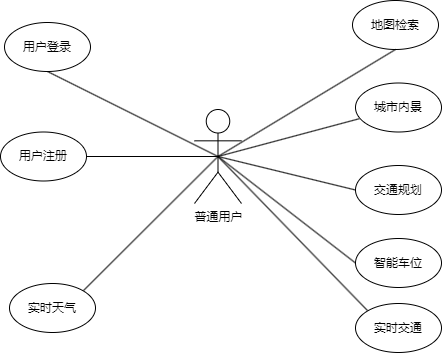 用户登录
地图检索
城市内景
用户注册
交通规划
普通用户
智能车位
实时天气
实时交通